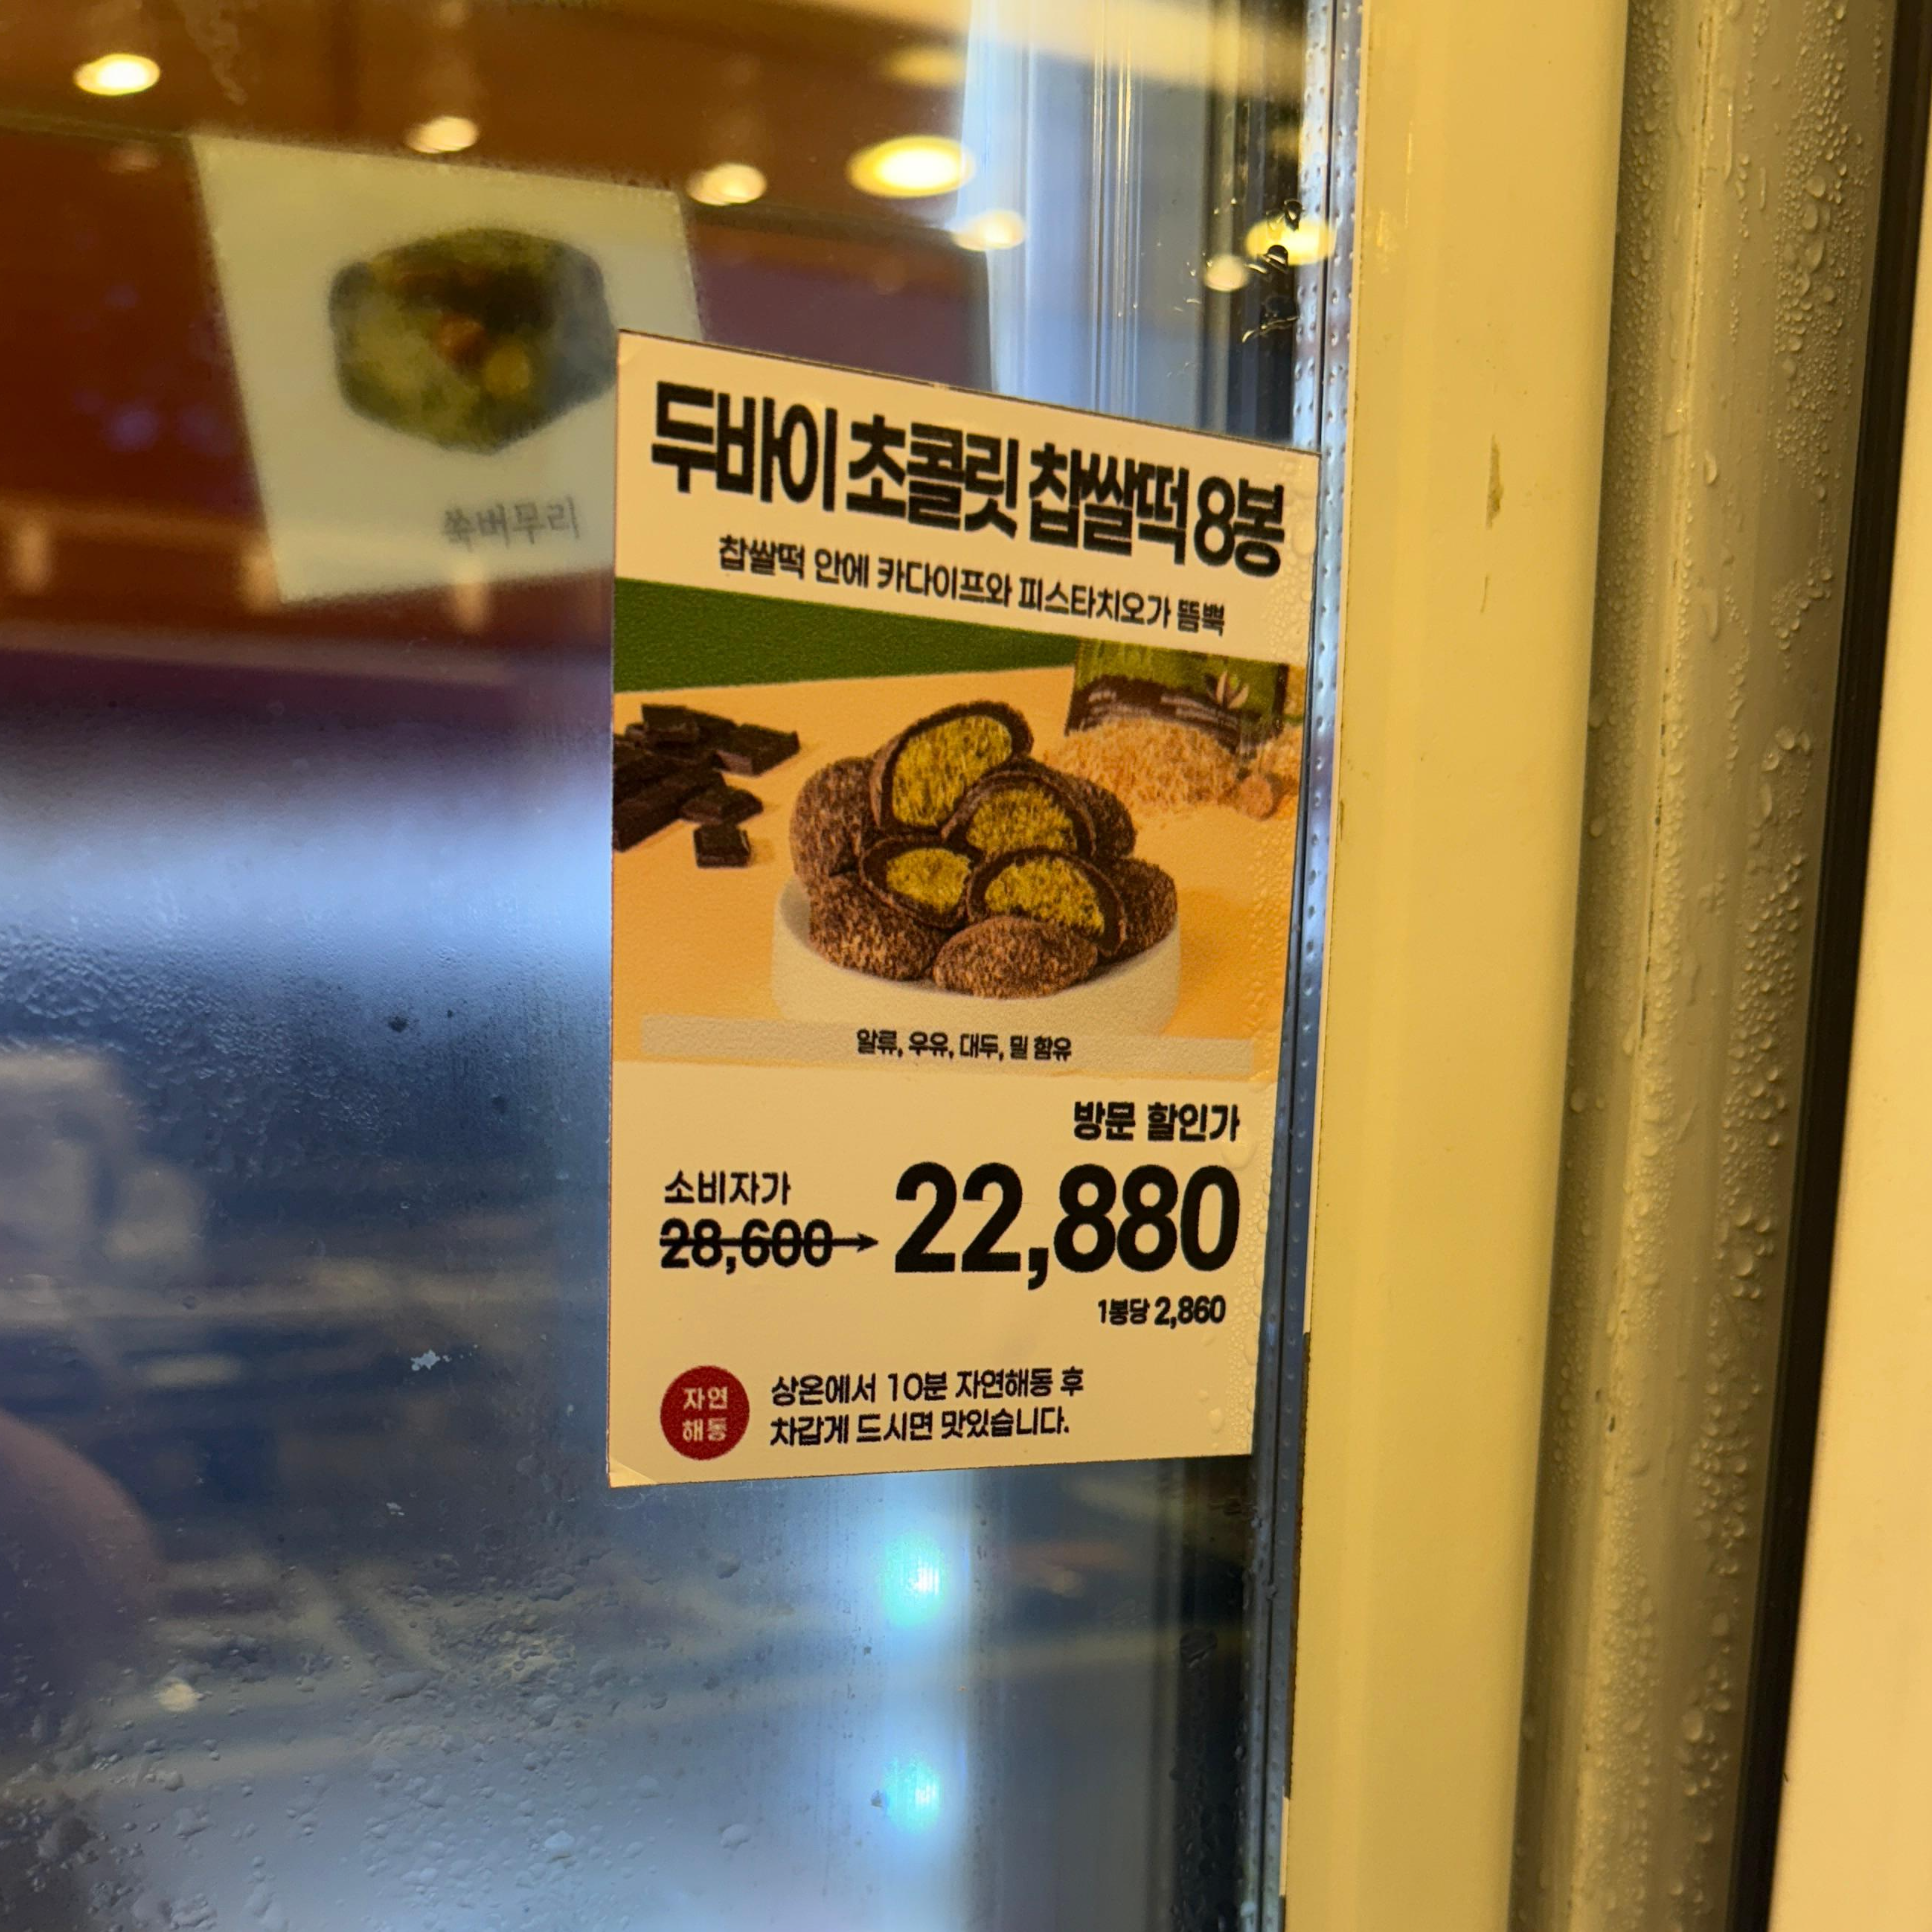 쑥버무리
두바이 초콜릿 찹쌀떡 8봉
찹쌀떡 안에 카다이프와 피스타치오가 듬뿍
알류, 우유, 대두, 밀 함유
방문 할인가
소비자가
28,600→22,880
1봉당 2,860
자연
해동
상온에서 10분 자연해동 후
차갑게 드시면 맛있습니다.